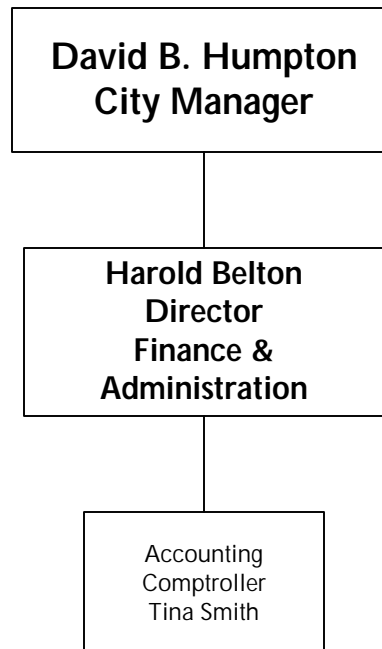 David B. Humpton
City Manager
Harold Belton
Director
Finance &
Administration
Accounting
Comptroller
Tina Smith